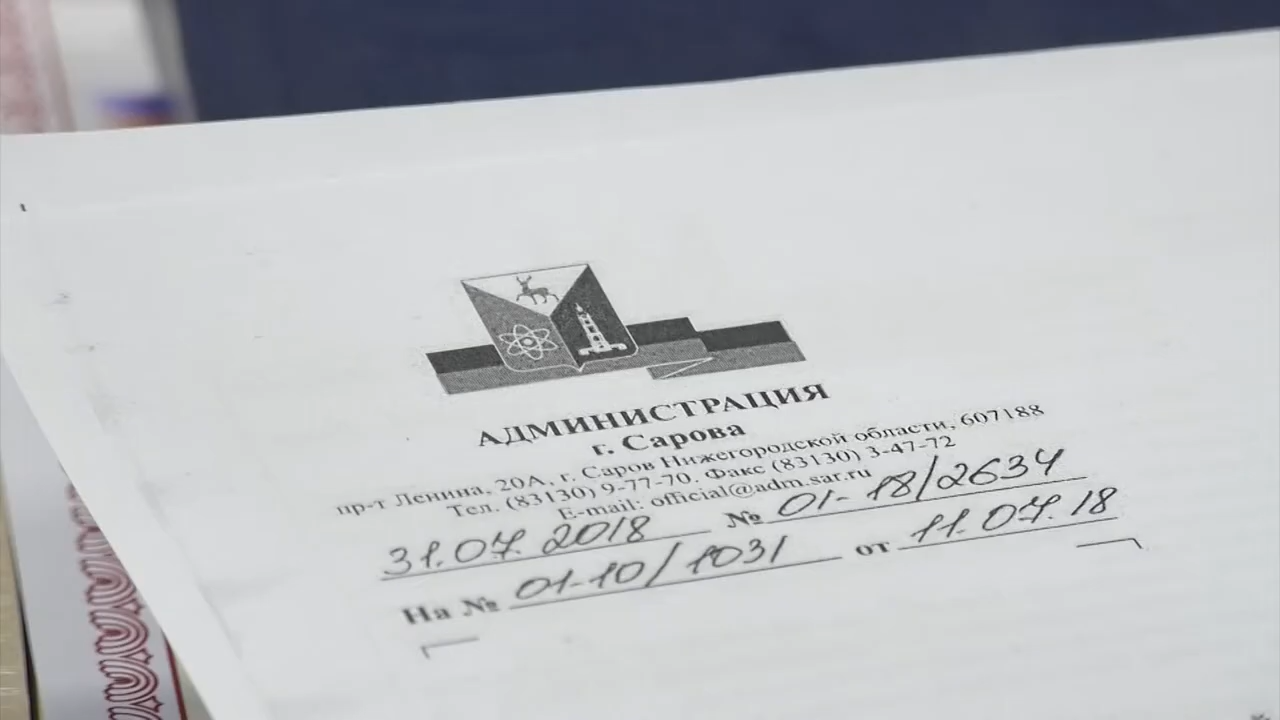 АДМИНИСТРАЦИЯ
г. Сарова
пр-т Ленина, 20А, г. Саров Нижегородской области, 607188
Тел. (83130) 9-77-70. Факс (83130) 3-47-72
E-mail: official@adm.sar.ru
31.07.2018 № 01-18/2634
На № 01-10/1031 от 11.07.18